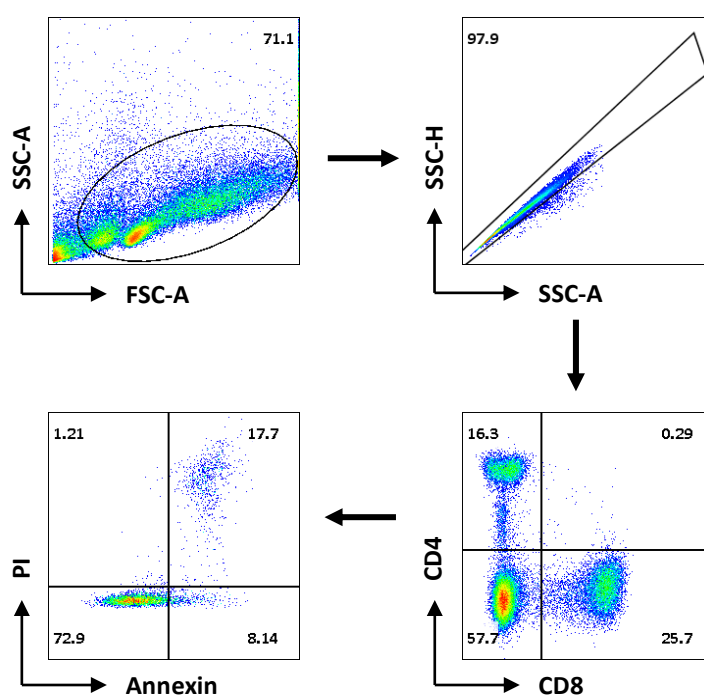 71.1
SSC-A
FSC-A
97.9
SSC-H
SSC-A
1.21
17.7
72.9
8.14
PI
Annexin
16.3
0.29
57.7
25.7
CD4
CD8